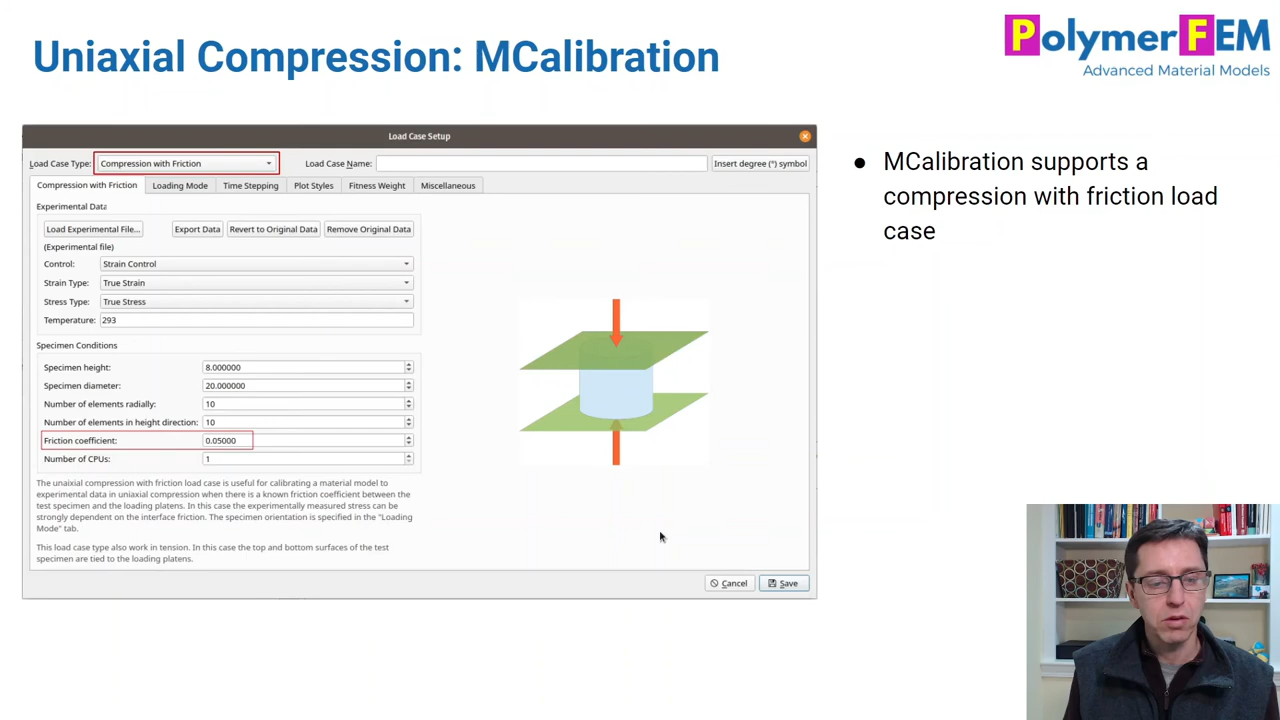 Uniaxial Compression: MCalibration
PolymerFEM
Advanced Material Models
Load Case Setup
Load Case Type: Compression with Friction Load Case Name: Insert degree (°) symbol
Compression with Friction Loading Mode Time Stepping Plot Styles Fitness Weight Miscellaneous
Experimental Data
Load Experimental File... Export Data Revert to Original Data Remove Original Data
(Experimental file)
Control: Strain Control
Strain Type: True Strain
Stress Type: True Stress
Temperature: 293
Specimen Conditions
Specimen height: 8.000000
Specimen diameter: 20.000000
Number of elements radially: 10
Number of elements in height direction: 10
Friction coefficient: 0.05000
Number of CPUs: 1
The unaixial compression with friction load case is useful for calibrating a material model to
experimental data in uniaxial compression when there is a known friction coefficient between the
test specimen and the loading platens. In this case the experimentally measured stress can be
strongly dependent on the interface friction. The specimen orientation is specified in the "Loading
Mode" tab.
This load case type also work in tension. In this case the top and bottom surfaces of the test
specimen are tied to the loading platens.
Cancel Save
● MCalibration supports a
compression with friction load
case